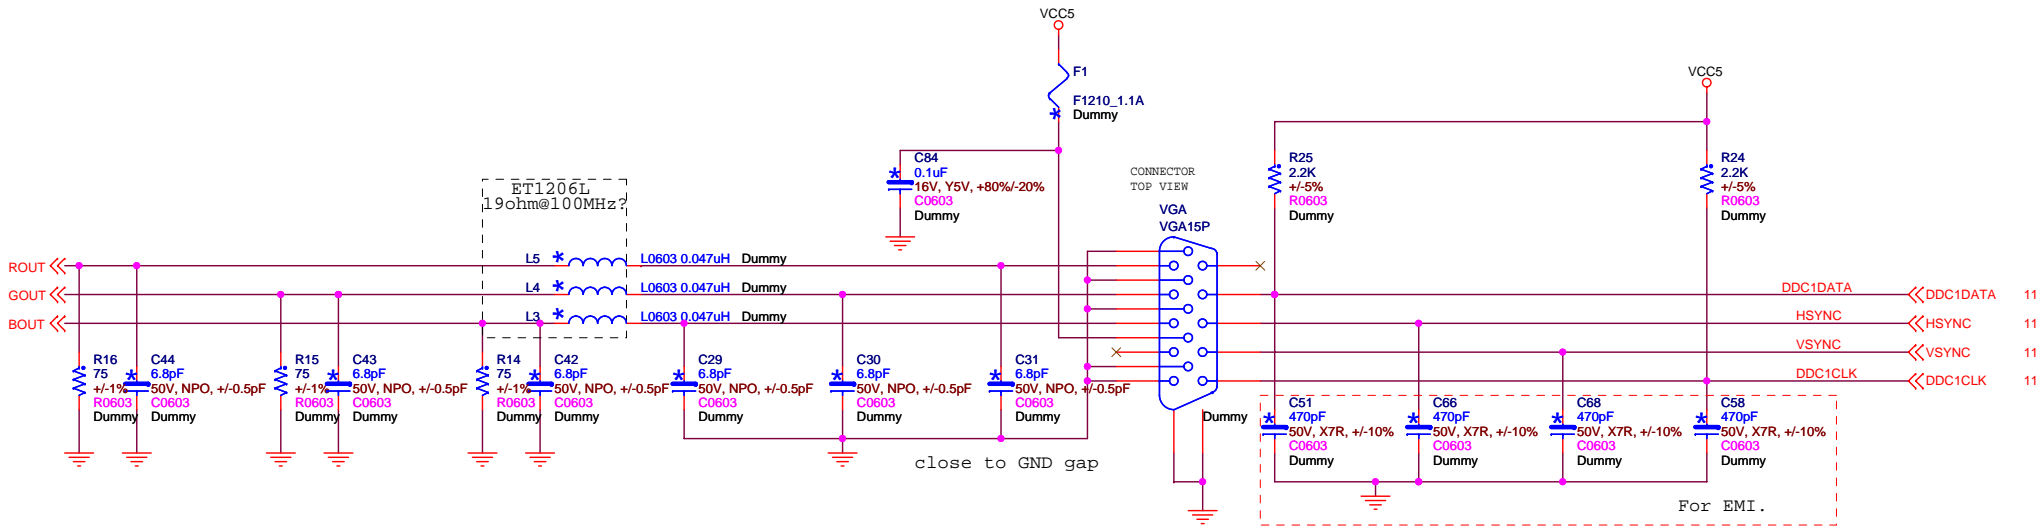 VCC5
F1
F1210_1.1A
Dummy
VCC5
C84
0.1uF
16V, Y5V, +80%/-20%
C0603
Dummy
CONNECTOR
TOP VIEW
VGA
VGA15P
R25
2.2K
+/-5%
R0603
Dummy
R24
2.2K
+/-5%
R0603
Dummy
ET1206L
19ohm@100MHz?
ROUT
L5
L0603 0.047uH Dummy
GOUT
L4
L0603 0.047uH Dummy
BOUT
L3
L0603 0.047uH Dummy
DDC1DATA
DDC1DATA 11
HSYNC
HSYNC 11
VSYNC
VSYNC 11
DDC1CLK
DDC1CLK 11
R16
75
+/-1%
R0603
Dummy
C44
6.8pF
50V, NPO, +/-0.5pF
C0603
Dummy
R15
75
+/-1%
R0603
Dummy
C43
6.8pF
50V, NPO, +/-0.5pF
C0603
Dummy
R14
75
+/-1%
R0603
Dummy
C42
6.8pF
50V, NPO, +/-0.5pF
C0603
Dummy
C29
6.8pF
50V, NPO, +/-0.5pF
C0603
Dummy
C30
6.8pF
50V, NPO, +/-0.5pF
C0603
Dummy
C31
6.8pF
50V, NPO, +/-0.5pF
C0603
Dummy
Dummy
C51
470pF
50V, X7R, +/-10%
C0603
Dummy
C66
470pF
50V, X7R, +/-10%
C0603
Dummy
C68
470pF
50V, X7R, +/-10%
C0603
Dummy
C58
470pF
50V, X7R, +/-10%
C0603
Dummy
close to GND gap
For EMI.